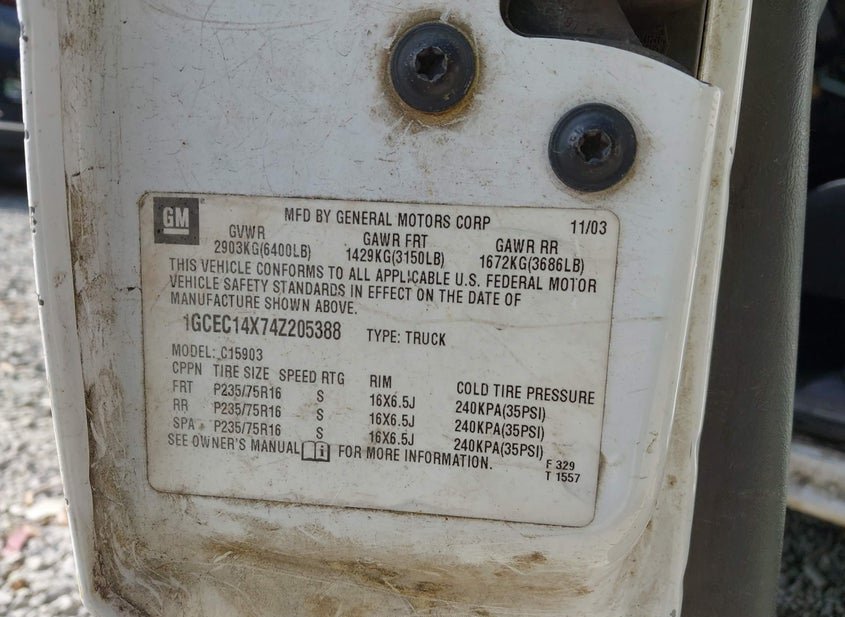 GM
MFD BY GENERAL MOTORS CORP 11/03
GVWR GAWR FRT GAWR RR
2903KG(6400LB) 1429KG(3150LB) 1672KG(3686LB)
THIS VEHICLE CONFORMS TO ALL APPLICABLE U.S. FEDERAL MOTOR
VEHICLE SAFETY STANDARDS IN EFFECT ON THE DATE OF
MANUFACTURE SHOWN ABOVE.
1GCEC14X74Z205388 TYPE: TRUCK
MODEL: C15903
CPPN TIRE SIZE SPEED RTG RIM COLD TIRE PRESSURE
FRT P235/75R16 S 16X6.5J 240KPA(35PSI)
RR P235/75R16 S 16X6.5J 240KPA(35PSI)
SPA P235/75R16 S 16X6.5J 240KPA(35PSI)
SEE OWNER'S MANUAL FOR MORE INFORMATION.
F 329
T 1557